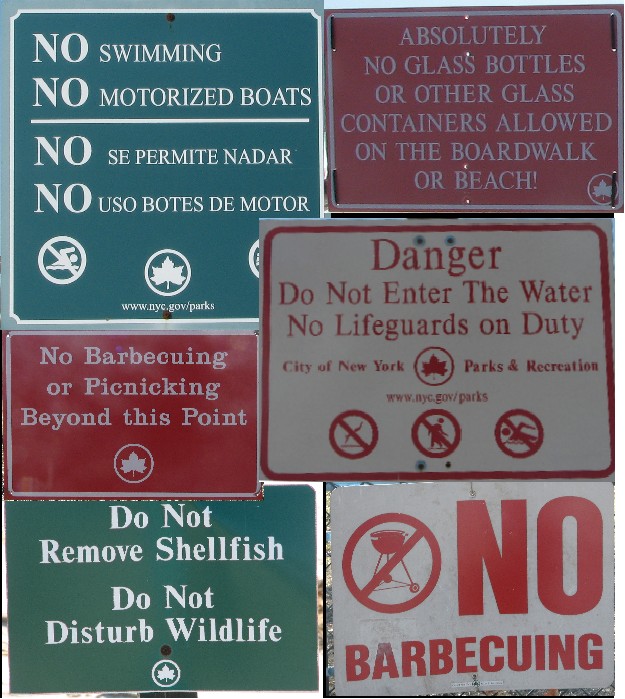 NO SWIMMING
NO MOTORIZED BOATS
NO SE PERMITE NADAR
NO USO BOTES DE MOTOR
www.nyc.gov/parks
ABSOLUTELY
NO GLASS BOTTLES
OR OTHER GLASS
CONTAINERS ALLOWED
ON THE BOARDWALK
OR BEACH!
Danger
Do Not Enter The Water
No Lifeguards on Duty
City of New York Parks & Recreation
www.nyc.gov/parks
No Barbecuing
or Picnicking
Beyond this Point
Do Not
Remove Shellfish
Do Not
Disturb Wildlife
NO
BARBECUING